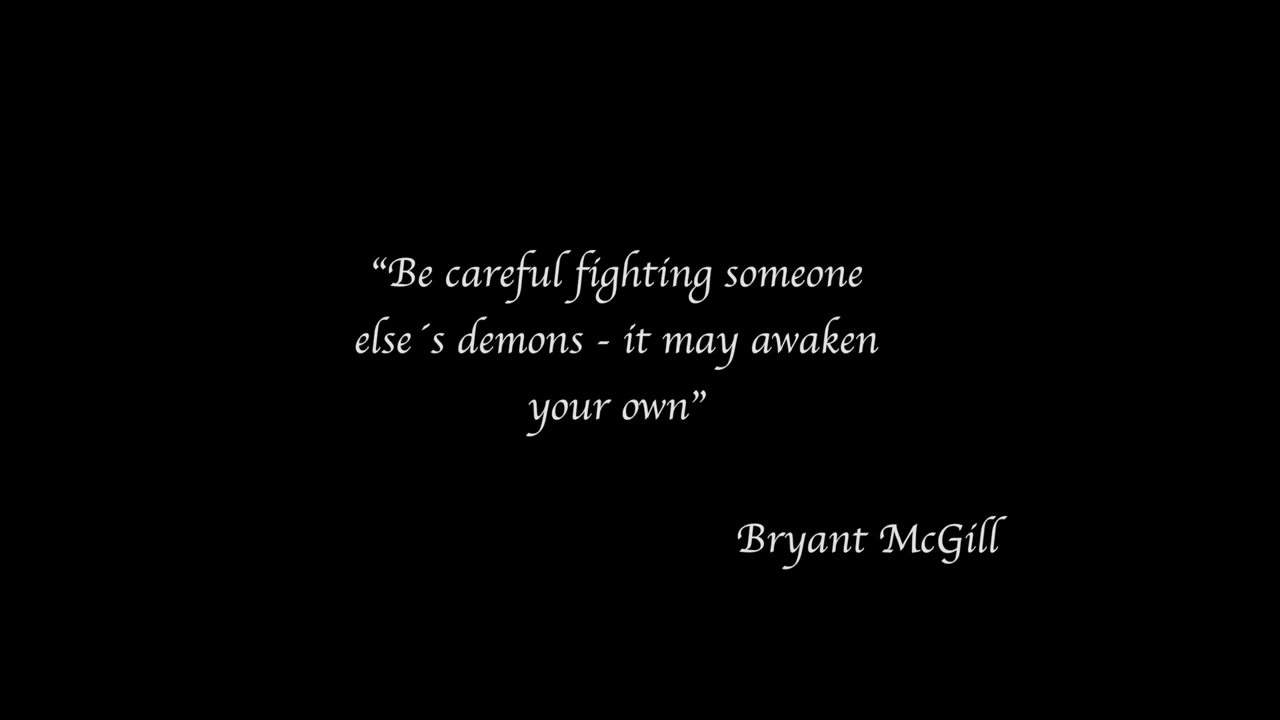 “Be careful fighting someone
else´s demons - it may awaken
your own”
Bryant McGill